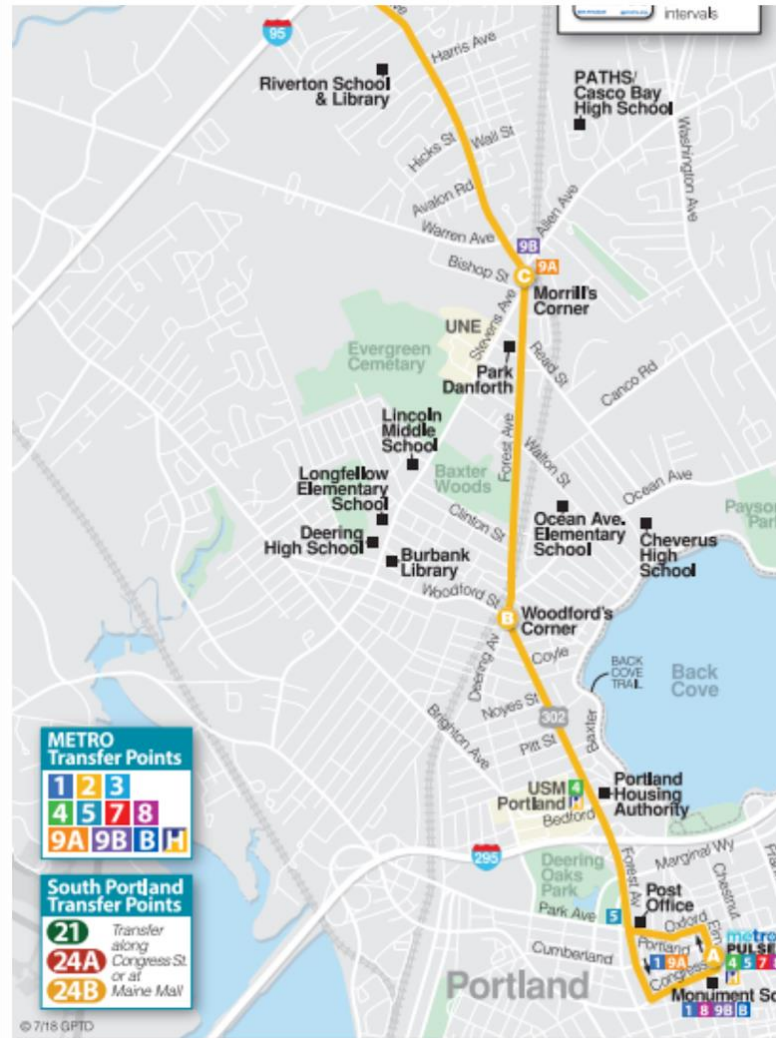 intervals
95
Harris Ave
Riverton School
& Library
PATHS/
Casco Bay
High School
Washington Ave
Hicks St
Wall St
Avalon Rd
Warren Ave
Allen Ave
9B
Bishop St
9A
C
Morrill's
Corner
UNE
Stevens Ave
Evergreen
Cemetary
Park
Danforth
Read St
Canco Rd
Forest Ave
Lincoln
Middle
School
Walton St
Baxter
Woods
Ocean Ave
Longfellow
Elementary
School
Clinton St
Ocean Ave.
Elementary
School
Cheverus
High
School
Deering
High School
Burbank
Library
Woodford St
B
Woodford's
Corner
Deering Av
Coyle
BACK
COVE
TRAIL
Back
Cove
Noyes St
302
Baxter
Brighton Ave
Pitt St
METRO
Transfer Points
1 2 3
4 5 7 8
9A 9B B H
USM
Portland
4
H
Bedford
Portland
Housing
Authority
295
Marginal Wy
Deering
Oaks
Park
Forest Av
Chestnut
South Portland
Transfer Points
21
24A
24B
Transfer
along
Congress St.
or at
Maine Mall
Park Ave
5
Post
Office
Oxford
Elm
Cumberland
Portland
1 9A
Congress
A
metro
PULSE
4 5 7
H
Portland
1 8 9B B
© 7/18 GPTD